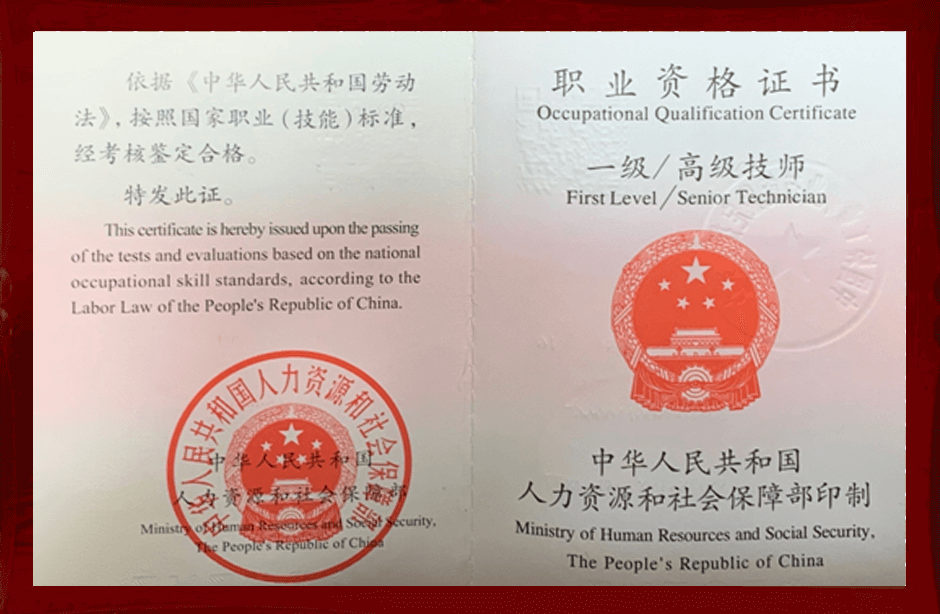 依据《中华人民共和国劳动
法》，按照国家职业（技能）标准，
经考核鉴定合格。
特发此证。
This certificate is hereby issued upon the passing
of the tests and evaluations based on the national
occupational skill standards, according to the
Labor Law of the People's Republic of China.
中华人民共和国人力资源和社会保障部
中华人民共和国
人力资源和社会保障部
Ministry of Human Resources and Social Security,
The People's Republic of China
职业资格证书
Occupational Qualification Certificate
一级/高级技师
First Level/Senior Technician
中华人民共和国
人力资源和社会保障部印制
Ministry of Human Resources and Social Security,
The People's Republic of China